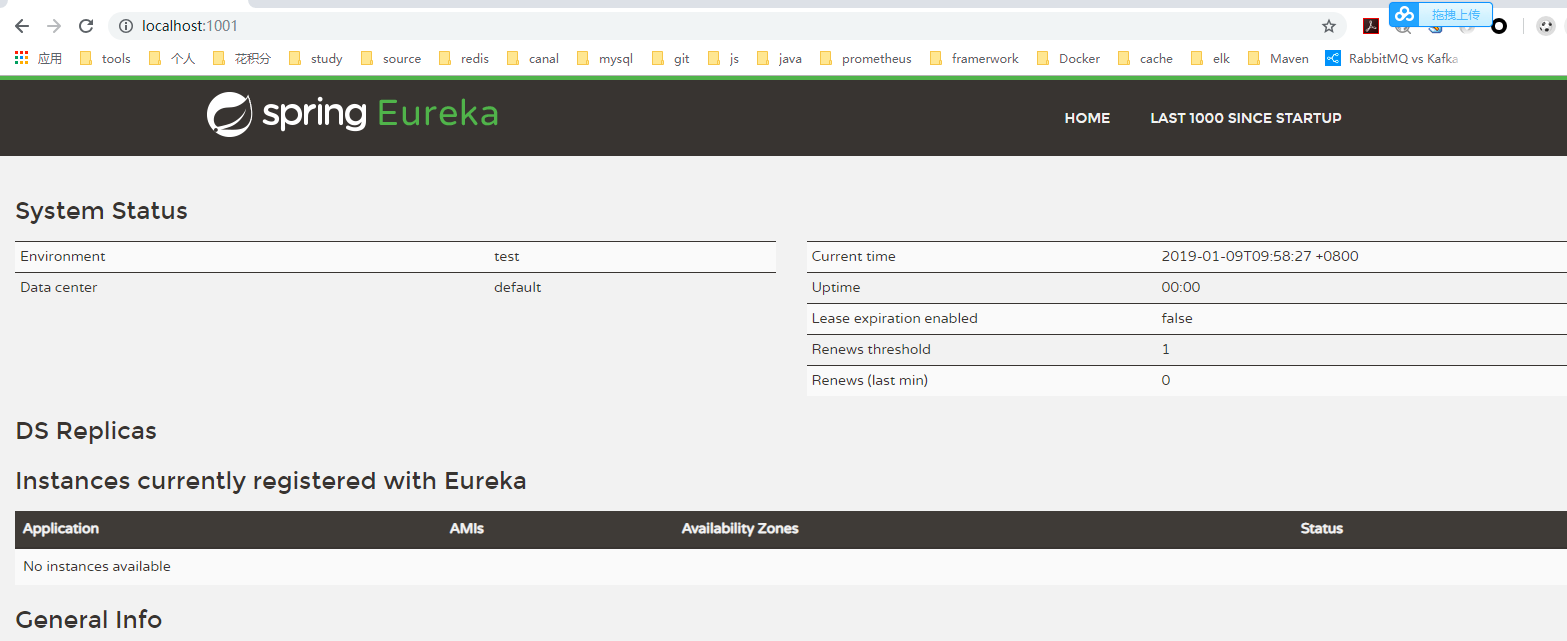 localhost:1001
拖拽上传
应用 tools 个人 花积分 study source redis canal mysql git js java prometheus framerwork Docker cache elk Maven RabbitMQ vs Kafka
spring Eureka HOME LAST 1000 SINCE STARTUP
System Status
Environment test
Data center default
Current time 2019-01-09T09:58:27 +0800
Uptime 00:00
Lease expiration enabled false
Renews threshold 1
Renews (last min) 0
DS Replicas
Instances currently registered with Eureka
Application AMIs Availability Zones Status
No instances available
General Info